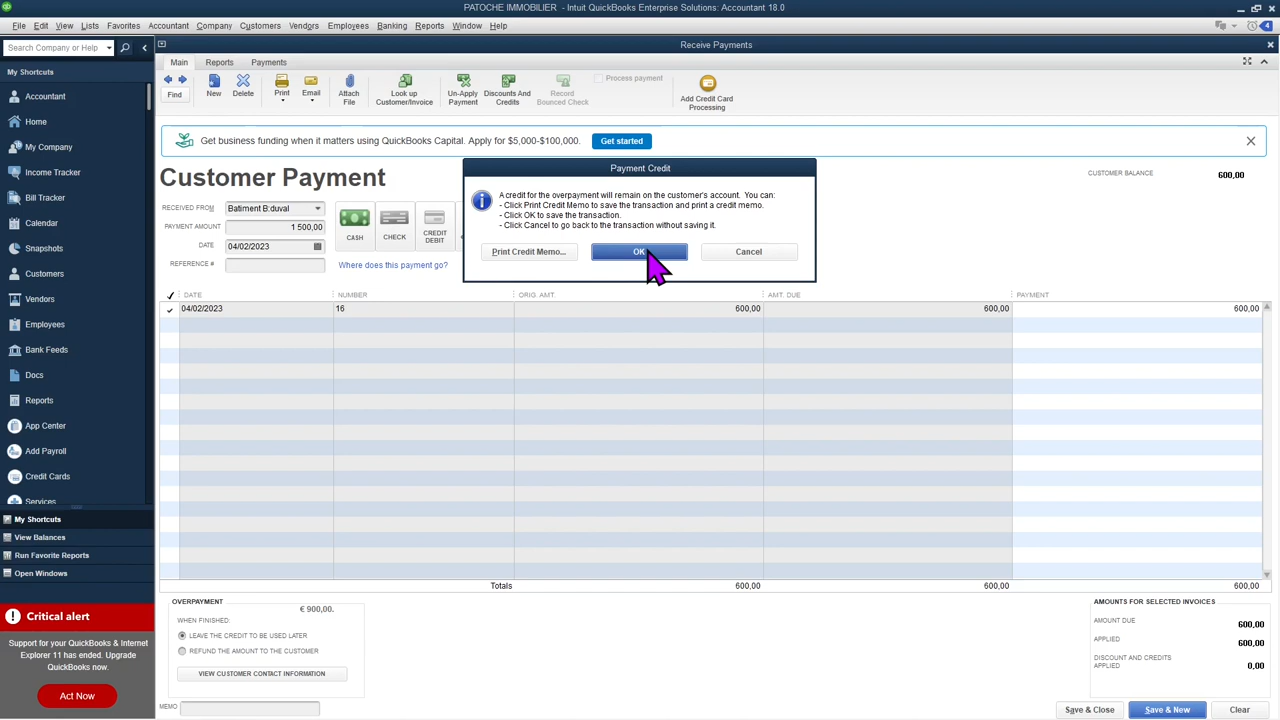 PATOCHE IMMOBILIER - Intuit QuickBooks Enterprise Solutions: Accountant 18.0
File Edit View Lists Favorites Accountant Company Customers Vendors Employees Banking Reports Window Help
4
Search Company or Help
Receive Payments
My Shortcuts
Main Reports Payments
Accountant
Home
My Company
Income Tracker
Bill Tracker
Calendar
Snapshots
Customers
Vendors
Employees
Bank Feeds
Docs
Reports
App Center
Add Payroll
Credit Cards
Services
My Shortcuts
View Balances
Run Favorite Reports
Open Windows
Critical alert
Support for your QuickBooks & Internet
Explorer 11 has ended. Upgrade
QuickBooks now.
Act Now
Find
New
Delete
Print
Email
Attach
File
Look up
Customer/Invoice
Un-Apply
Payment
Discounts And
Credits
Record
Bounced Check
Process payment
Add Credit Card
Processing
Get business funding when it matters using QuickBooks Capital. Apply for $5,000-$100,000.
Get started
Customer Payment
CUSTOMER BALANCE 600,00
RECEIVED FROM Batiment B:duval
PAYMENT AMOUNT 1 500,00
DATE 04/02/2023
REFERENCE #
CASH
CHECK
CREDIT
DEBIT
Where does this payment go?
Payment Credit
A credit for the overpayment will remain on the customer's account. You can:
- Click Print Credit Memo to save the transaction and print a credit memo.
- Click OK to save the transaction.
- Click Cancel to go back to the transaction without saving it.
Print Credit Memo... OK Cancel
DATE NUMBER ORIG. AMT. AMT. DUE PAYMENT
04/02/2023 16 600,00 600,00 600,00
Totals 600,00 600,00 600,00
OVERPAYMENT
€ 900,00.
WHEN FINISHED:
LEAVE THE CREDIT TO BE USED LATER
REFUND THE AMOUNT TO THE CUSTOMER
VIEW CUSTOMER CONTACT INFORMATION
MEMO
AMOUNTS FOR SELECTED INVOICES
AMOUNT DUE 600,00
APPLIED 600,00
DISCOUNT AND CREDITS
APPLIED 0,00
Save & Close Save & New Clear